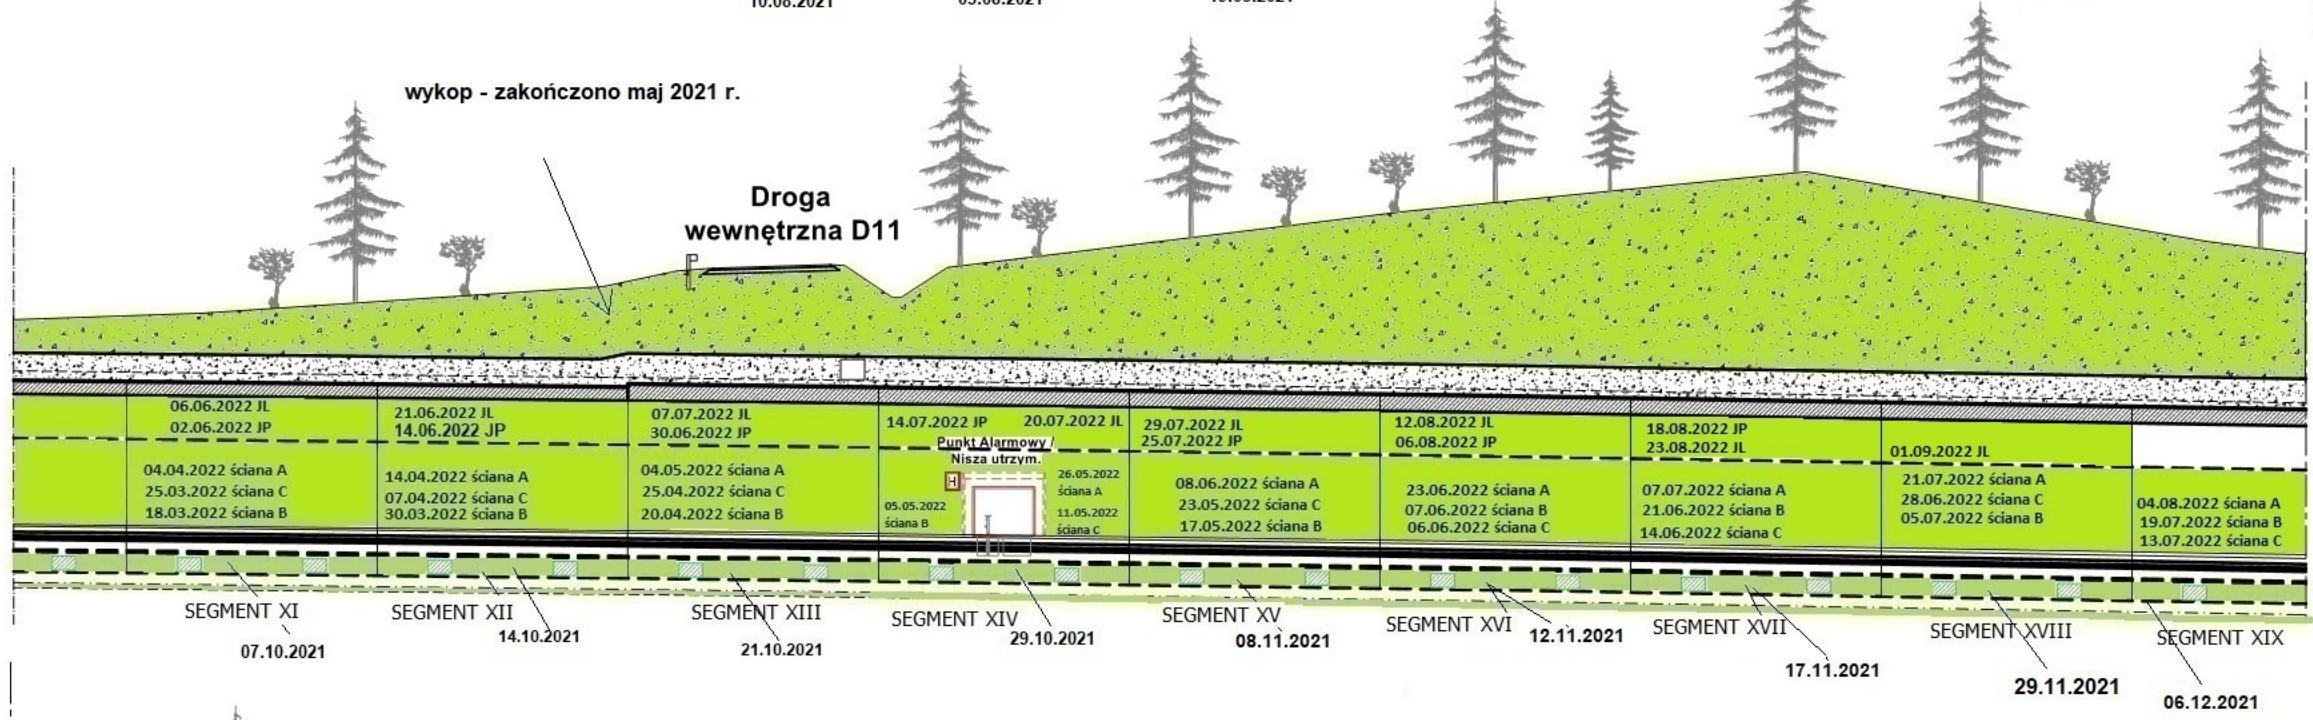 wykop - zakończono maj 2021 r.
Droga
wewnętrzna D11
06.06.2022 JL
02.06.2022 JP
04.04.2022 ściana A
25.03.2022 ściana C
18.03.2022 ściana B
21.06.2022 JL
14.06.2022 JP
14.04.2022 ściana A
07.04.2022 ściana C
30.03.2022 ściana B
07.07.2022 JL
30.06.2022 JP
04.05.2022 ściana A
25.04.2022 ściana C
20.04.2022 ściana B
14.07.2022 JP
20.07.2022 JL
Punkt Alarmowy /
Nisza utrzym.
H
05.05.2022
ściana B
26.05.2022
ściana A
11.05.2022
ściana C
29.07.2022 JL
25.07.2022 JP
08.06.2022 ściana A
23.05.2022 ściana C
17.05.2022 ściana B
12.08.2022 JL
06.08.2022 JP
23.06.2022 ściana A
07.06.2022 ściana B
06.06.2022 ściana C
18.08.2022 JP
23.08.2022 JL
07.07.2022 ściana A
21.06.2022 ściana B
14.06.2022 ściana C
01.09.2022 JL
21.07.2022 ściana A
28.06.2022 ściana C
05.07.2022 ściana B
04.08.2022 ściana A
19.07.2022 ściana B
13.07.2022 ściana C
SEGMENT XI
07.10.2021
SEGMENT XII
14.10.2021
SEGMENT XIII
21.10.2021
SEGMENT XIV
29.10.2021
SEGMENT XV
08.11.2021
SEGMENT XVI
12.11.2021
SEGMENT XVII
17.11.2021
SEGMENT XVIII
29.11.2021
SEGMENT XIX
06.12.2021